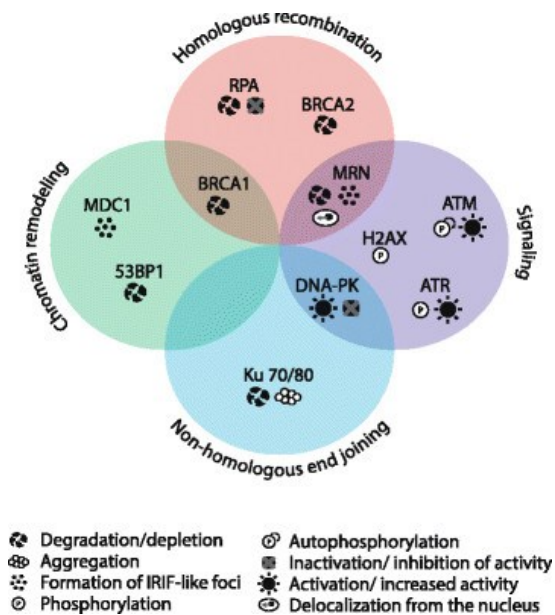 Homologous recombination
RPA
BRCA2
BRCA1
MRN
Chromatin remodeling
MDC1
53BP1
ATM
P
H2AX
P
ATR
P
Signaling
DNA-PK
Ku 70/80
Non-homologous end joining
Degradation/depletion
Aggregation
Formation of IRIF-like foci
P Phosphorylation
P Autophosphorylation
Inactivation/ inhibition of activity
Activation/ increased activity
Delocalization from the nucleus